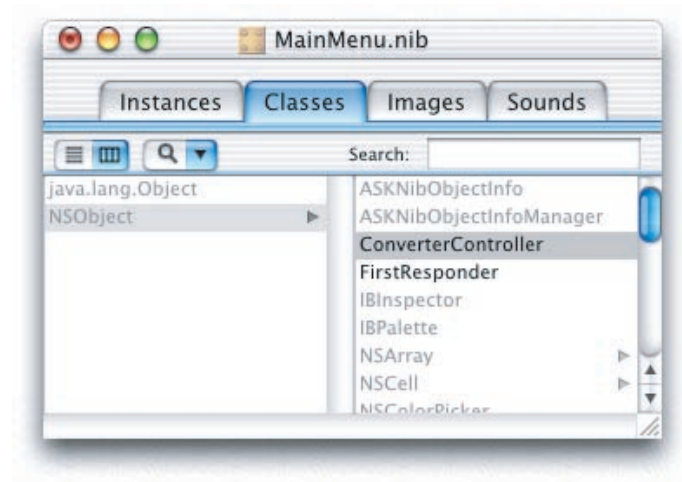 MainMenu.nib
Instances Classes Images Sounds
Search:
java.lang.Object
NSObject
ASKNibObjectInfo
ASKNibObjectInfoManager
ConverterController
FirstResponder
IBInspector
IBPalette
NSArray
NSCell
NSColorPicker